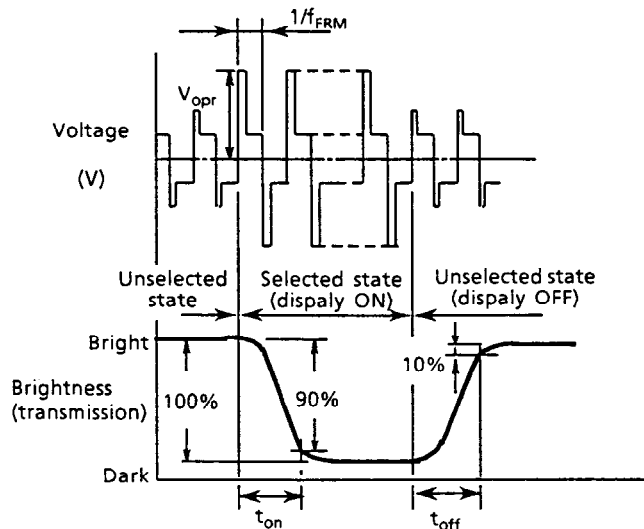 1/fFRM
Vopr
Voltage
(V)
Unselected
state
Selected state
(dispaly ON)
Unselected state
(dispaly OFF)
Bright
10%
Brightness
(transmission)
100%
90%
Dark
ton
toff